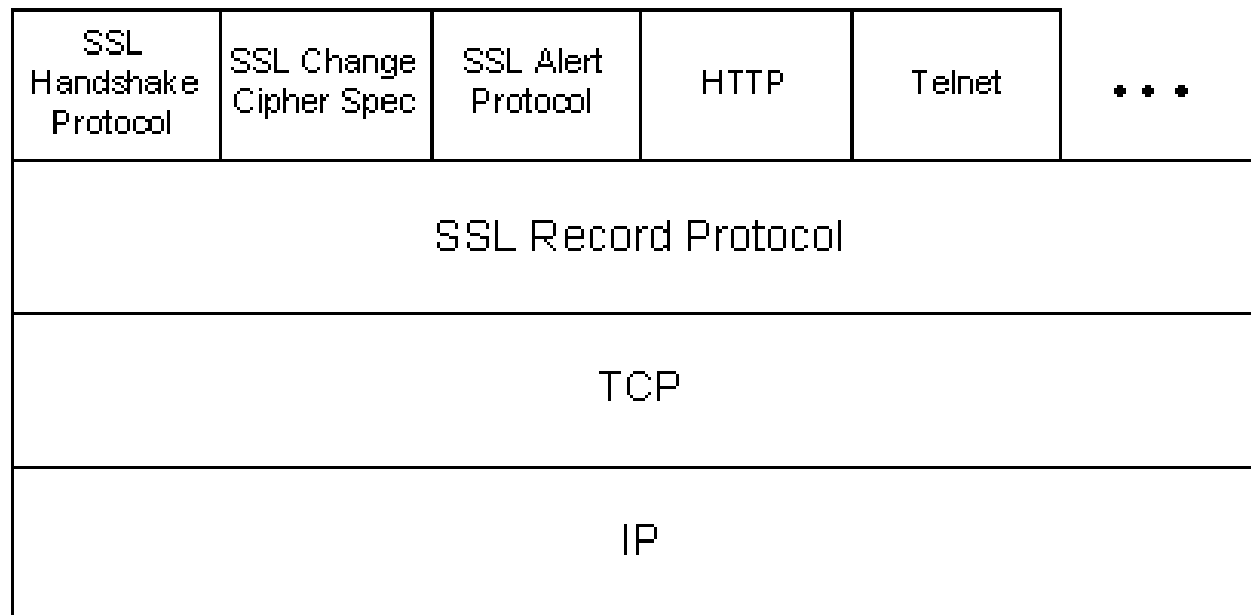 SSL
Handshake
Protocol
SSL Change
Cipher Spec
SSL Alert
Protocol
HTTP
Telnet
...
SSL Record Protocol
TCP
IP